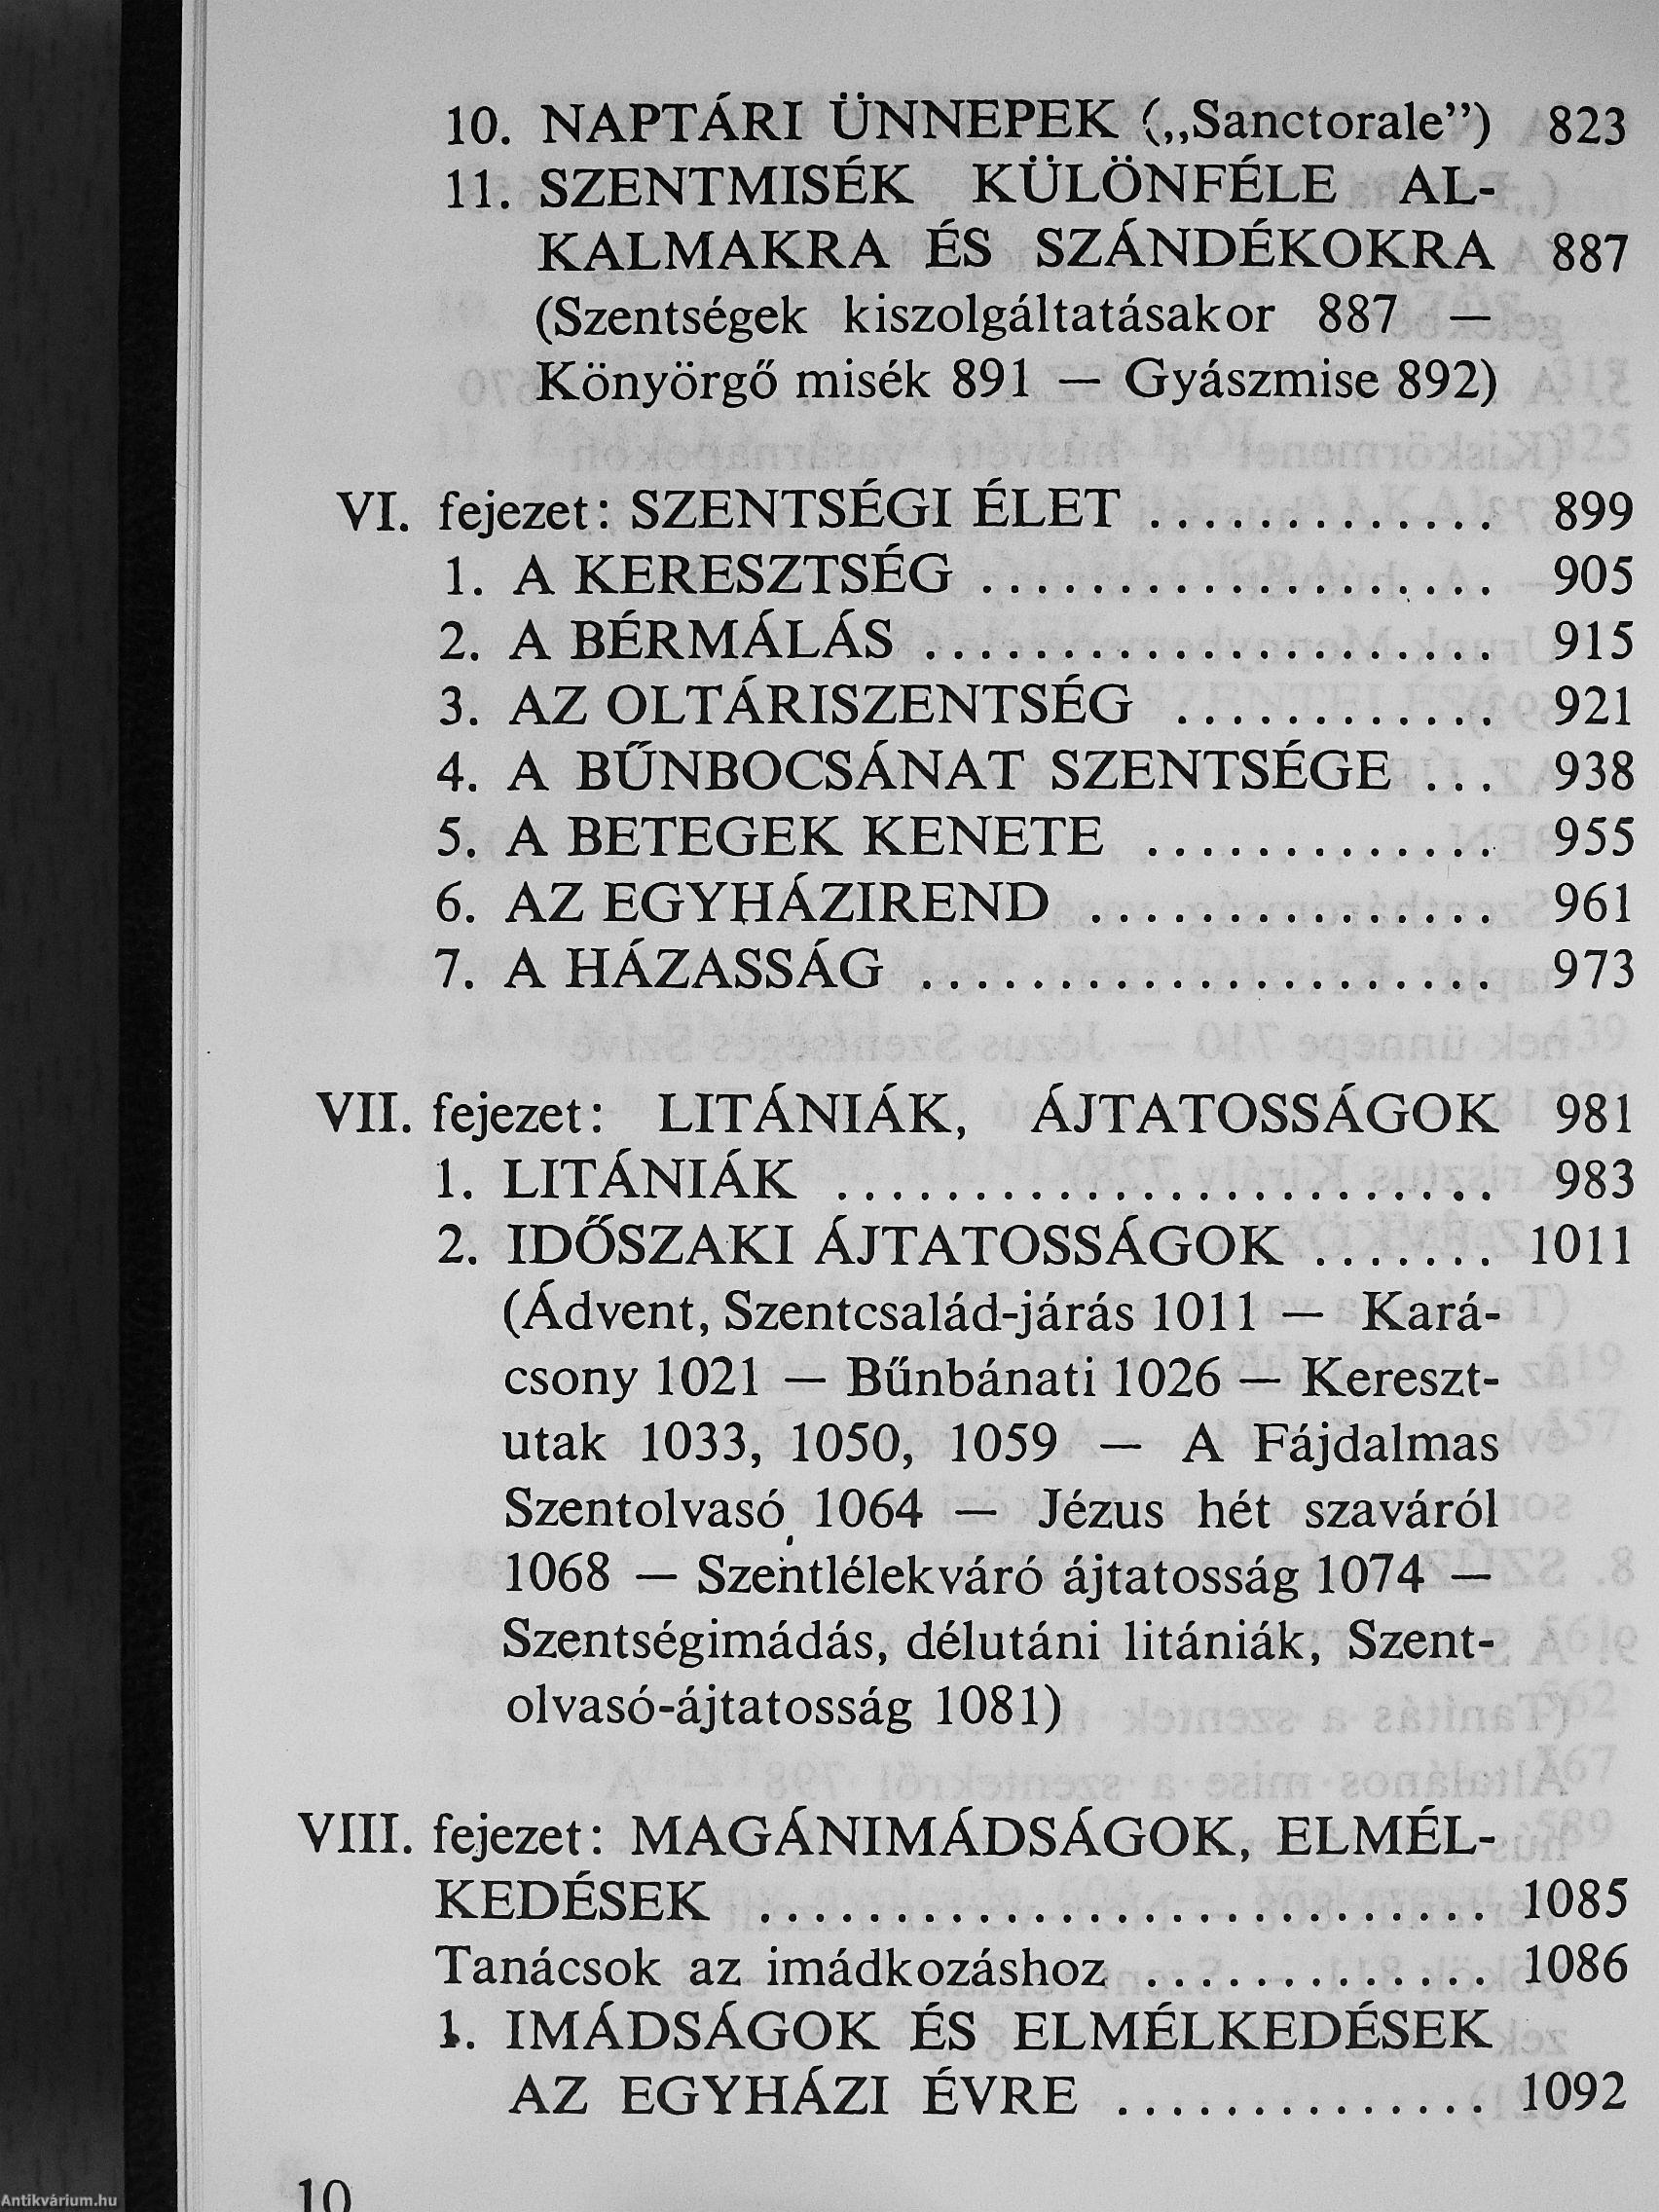 10. NAPTÁRI ÜNNEPEK („Sanctorale”) 823
11. SZENTMISÉK KÜLÖNFÉLE AL-
KALMAKRA ÉS SZÁNDÉKOKRA 887
(Szentségek kiszolgáltatásakor 887 —
Könyörgő misék 891 — Gyászmise 892)
VI. fejezet: SZENTSÉGI ÉLET ............. 899
1. A KERESZTSÉG ................... 905
2. A BÉRMÁLÁS ..................... 915
3. AZ OLTÁRISZENTSÉG ............ 921
4. A BŰNBOCSÁNAT SZENTSÉGE ... 938
5. A BETEGEK KENETE ............. 955
6. AZ EGYHÁZIREND ............... 961
7. A HÁZASSÁG ..................... 973
VII. fejezet: LITÁNIÁK, ÁJTATOSSÁGOK 981
1. LITÁNIÁK ........................ 983
2. IDŐSZAKI ÁJTATOSSÁGOK ....... 1011
(Ádvent, Szentcsalád-járás 1011 — Kará-
csony 1021 — Bűnbánati 1026 — Kereszt-
utak 1033, 1050, 1059 — A Fájdalmas
Szentolvasó 1064 — Jézus hét szaváról
1068 — Szentlélekváró ájtatosság 1074 —
Szentségimádás, délutáni litániák, Szent-
olvasó-ájtatosság 1081)
VIII. fejezet: MAGÁNIMÁDSÁGOK, ELMÉL-
KEDÉSEK ........................... 1085
Tanácsok az imádkozáshoz ............. 1086
1. IMÁDSÁGOK ÉS ELMÉLKEDÉSEK
AZ EGYHÁZI ÉVRE .............. 1092
10
Antikvárium.hu